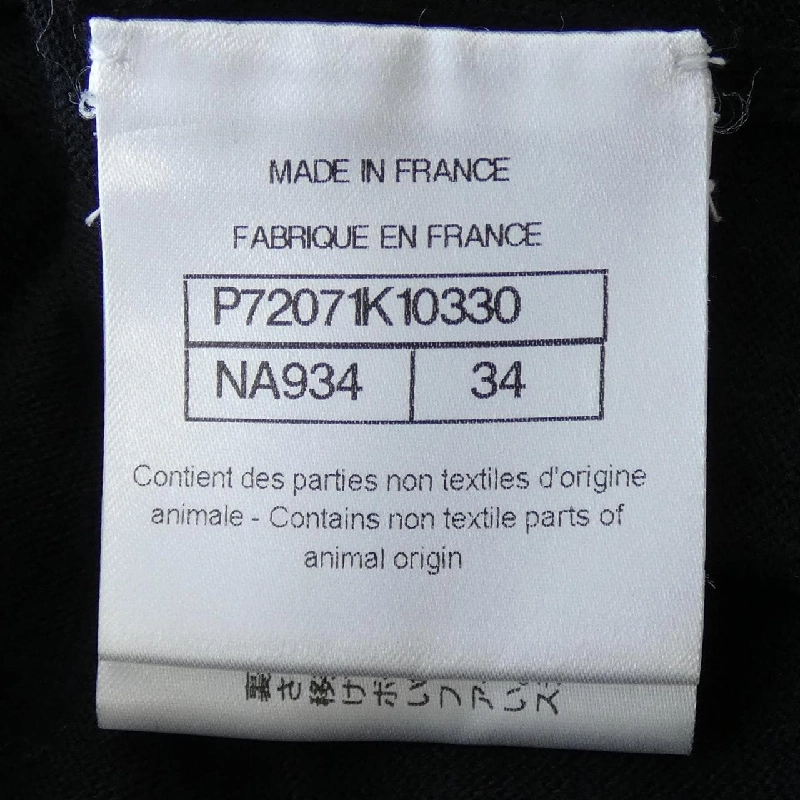 MADE IN FRANCE
FABRIQUE EN FRANCE
P72071K10330
NA934 34
Contient des parties non textiles d'origine
animale - Contains non textile parts of
animal origin